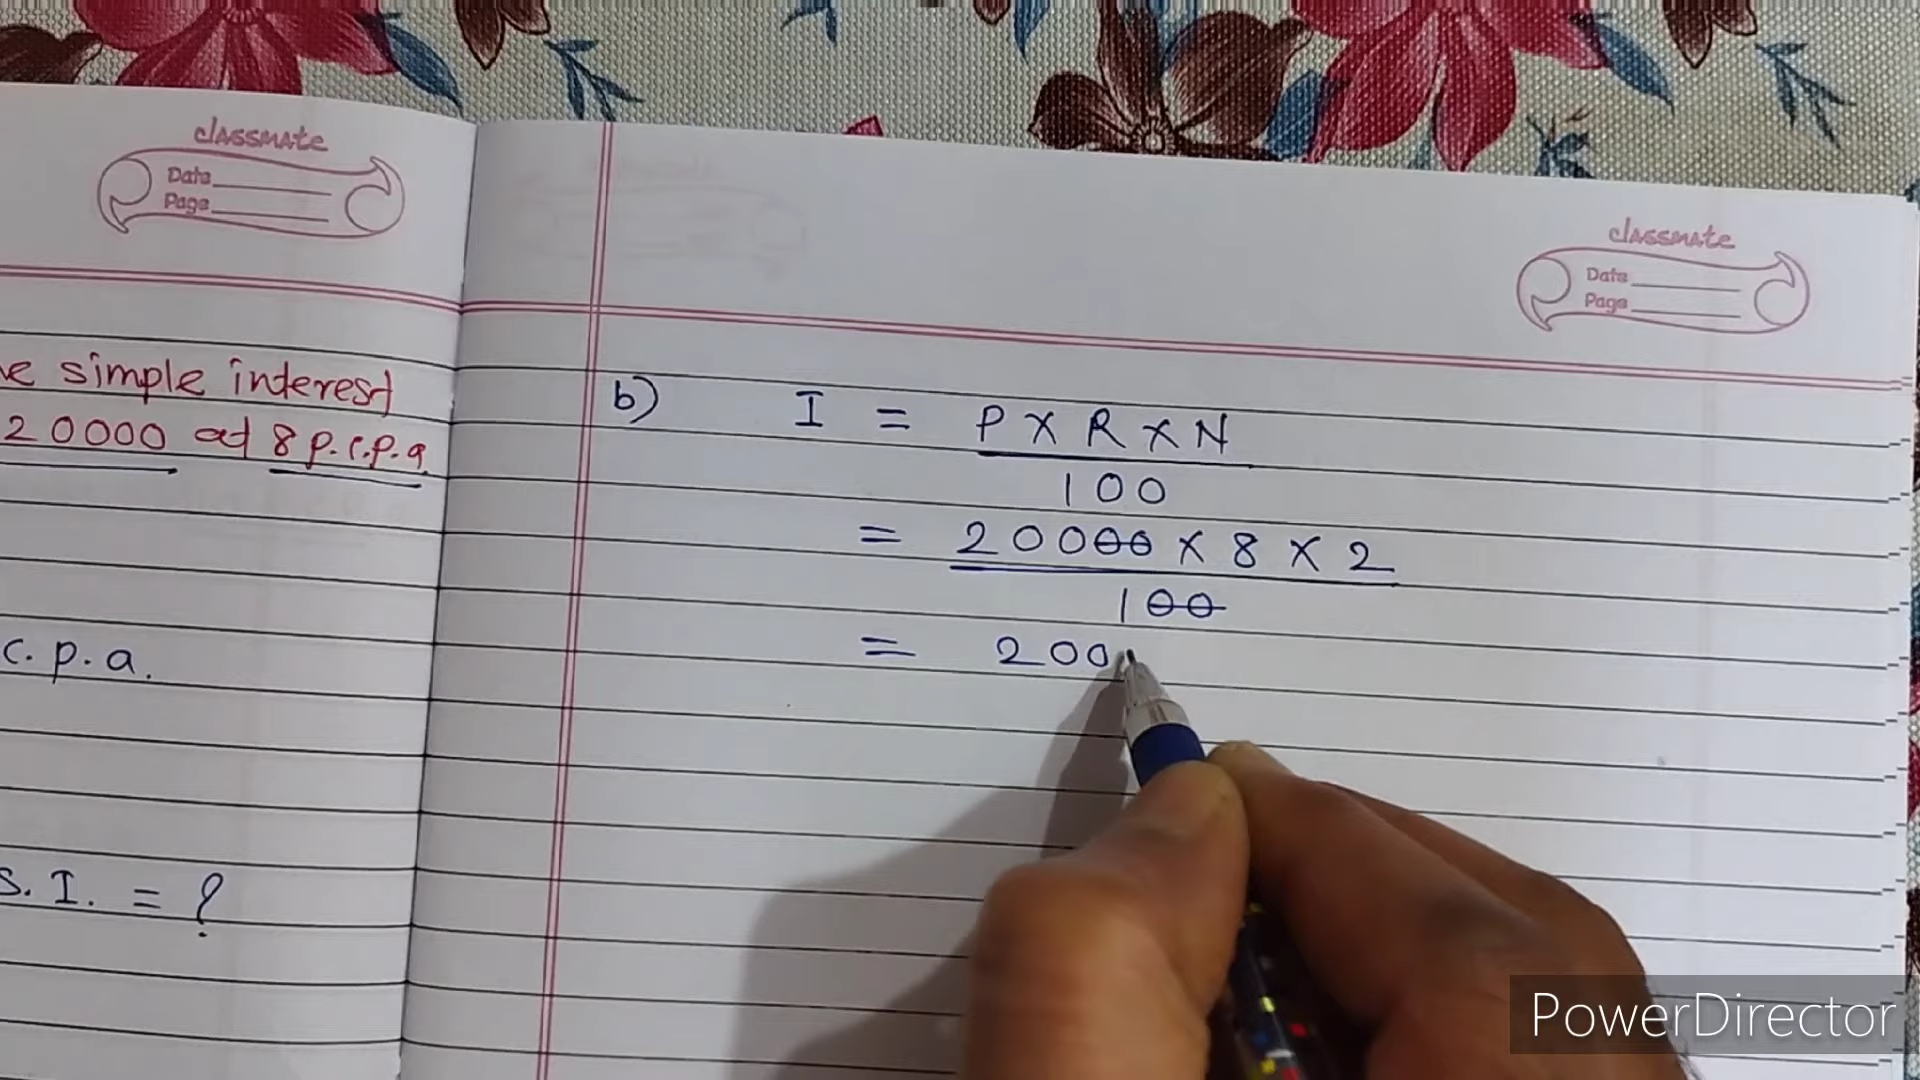 classmate
Date
Page
e simple interest
20000 at 8 p.c.p.a
c.p.a.
S.I. = ?
classmate
Date
Page
b) I = P X R X N
100
= 20000 X 8 X 2
100
= 200
PowerDirector